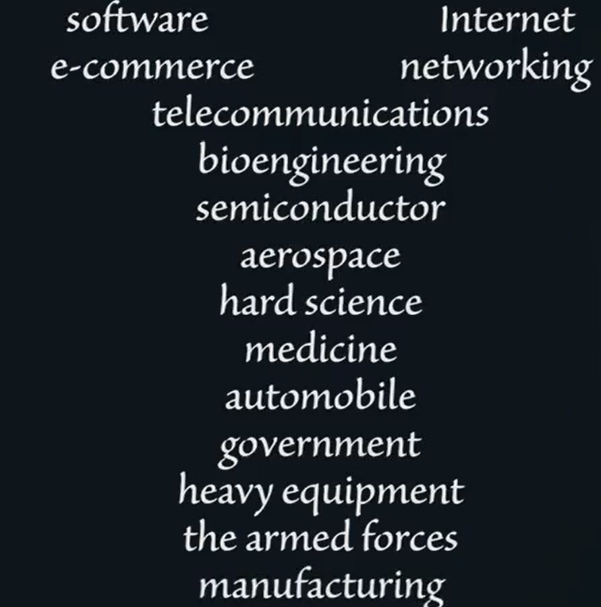 software Internet
e-commerce networking
telecommunications
bioengineering
semiconductor
aerospace
hard science
medicine
automobile
government
heavy equipment
the armed forces
manufacturing